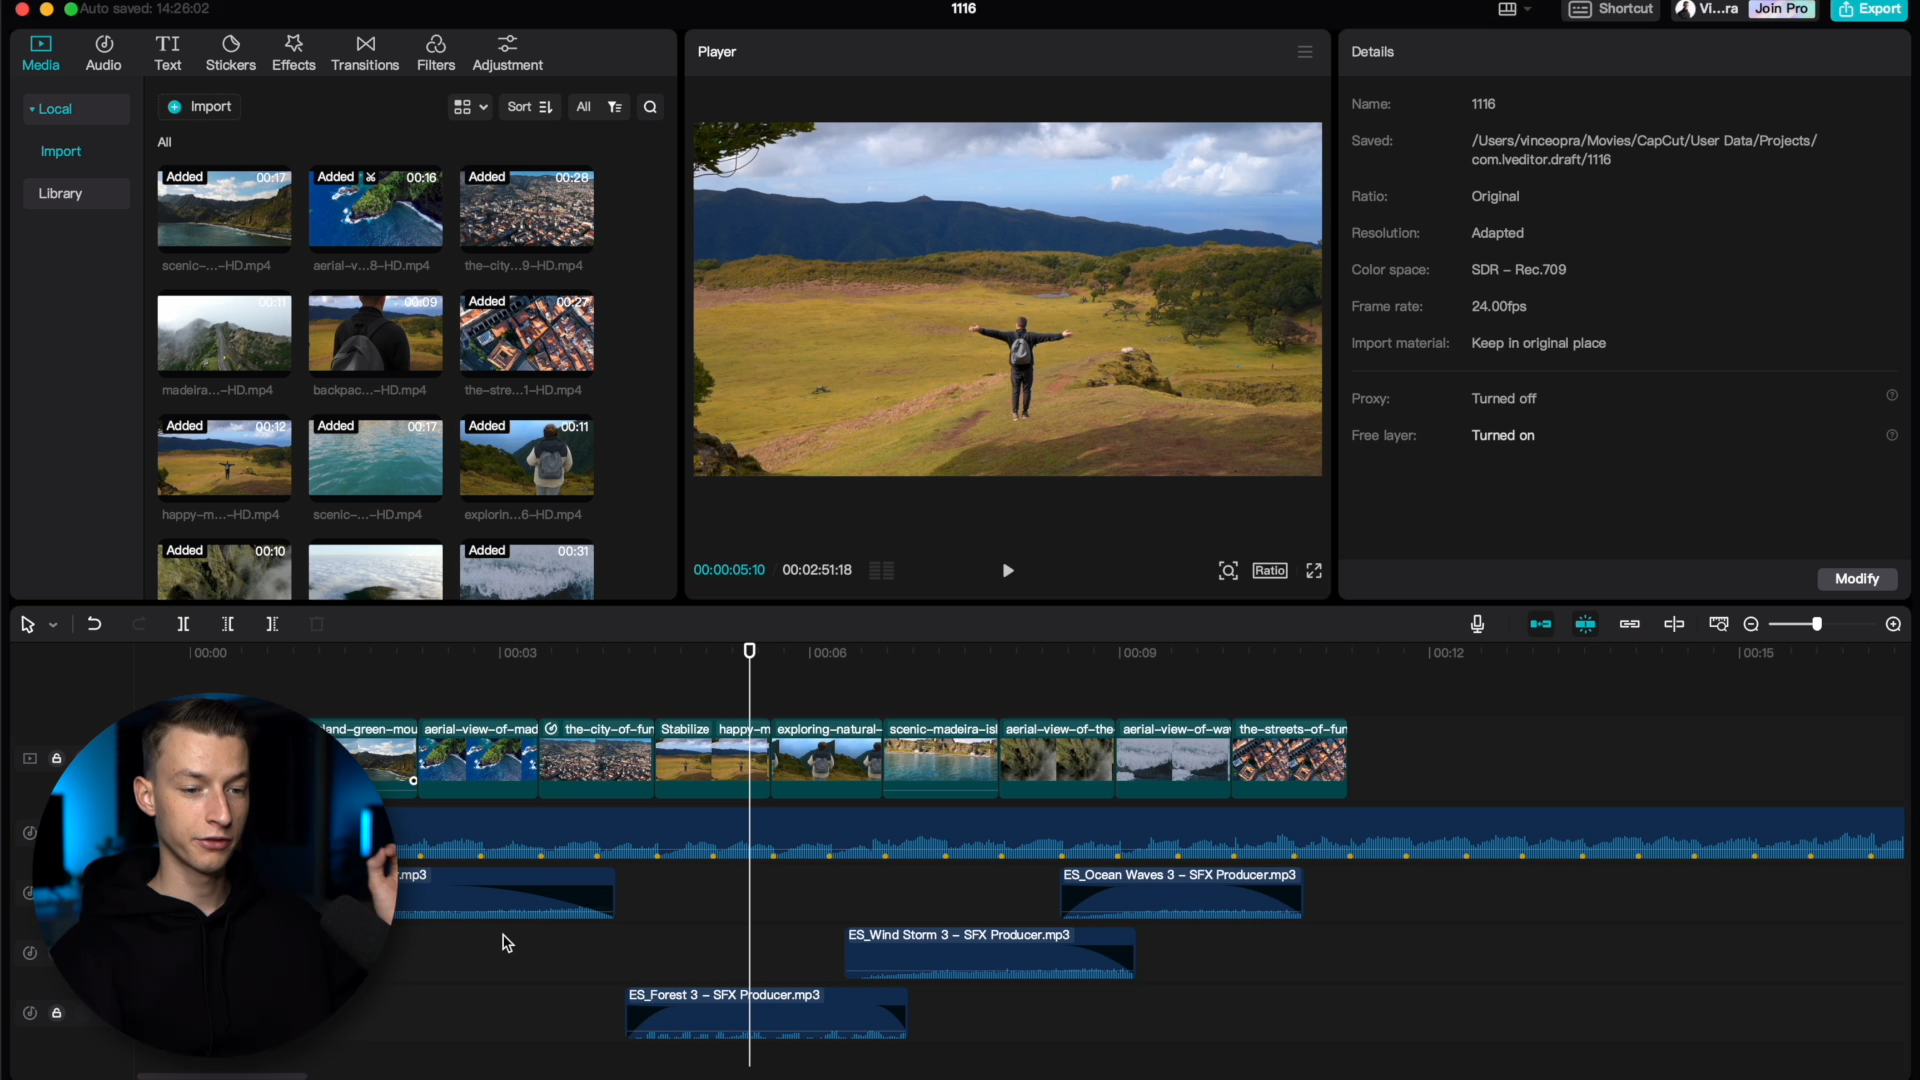 Auto saved: 14:26:02
1116
Shortcut
Vi...ra
Join Pro
Export
Media
Audio
TI
Text
Stickers
Effects
Transitions
Filters
Adjustment
Player
Details
Local
Import
Library
Import
Sort
All
All
Added 00:17
Added 00:16
Added 00:28
scenic-...-HD.mp4
aerial-v...8-HD.mp4
the-city...9-HD.mp4
00:11
00:09
Added 00:27
madeira...-HD.mp4
backpac...-HD.mp4
the-stre...1-HD.mp4
Added 00:12
Added 00:17
Added 00:11
happy-m...-HD.mp4
scenic-...-HD.mp4
explorin...6-HD.mp4
Added 00:10
Added 00:31
00:00:05:10 / 00:02:51:18
Ratio
Name: 1116
Saved: /Users/vinceopra/Movies/CapCut/User Data/Projects/
com.lveditor.draft/1116
Ratio: Original
Resolution: Adapted
Color space: SDR – Rec.709
Frame rate: 24.00fps
Import material: Keep in original place
Proxy: Turned off
Free layer: Turned on
Modify
00:00
00:03
00:06
00:09
00:12
00:15
land-green-mou
aerial-view-of-mad
the-city-of-fun
Stabilize
happy-m
exploring-natural-
scenic-madeira-isl
aerial-view-of-the
aerial-view-of-wa
the-streets-of-fun
r.mp3
ES_Ocean Waves 3 – SFX Producer.mp3
ES_Wind Storm 3 – SFX Producer.mp3
ES_Forest 3 – SFX Producer.mp3